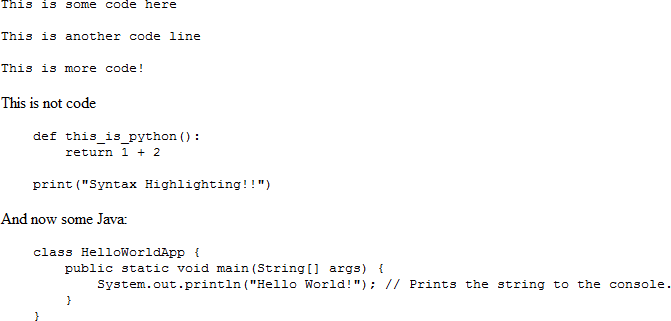 This is some code here
This is another code line
This is more code!
This is not code
def this_is_python():
    return 1 + 2
print("Syntax Highlighting!!")
And now some Java:
class HelloWorldApp {
    public static void main(String[] args) {
        System.out.println("Hello World!"); // Prints the string to the console.
    }
}